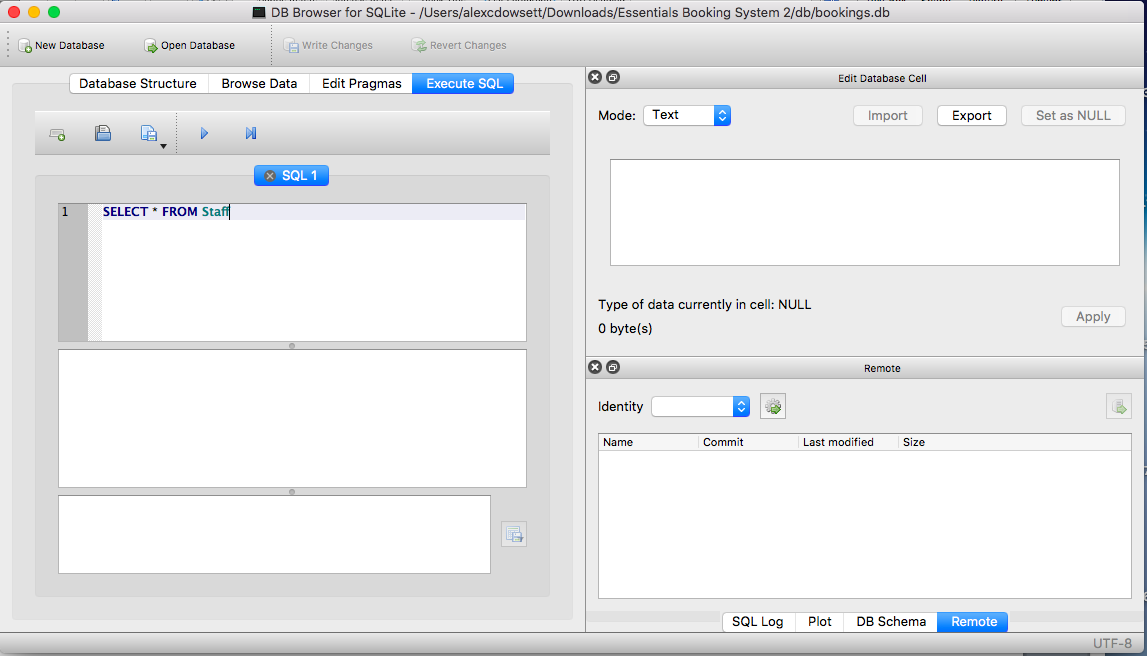 DB Browser for SQLite - /Users/alexcdowsett/Downloads/Essentials Booking System 2/db/bookings.db
New Database
Open Database
Write Changes
Revert Changes
Database Structure
Browse Data
Edit Pragmas
Execute SQL
SQL 1
1
SELECT * FROM Staff
Edit Database Cell
Mode:
Text
Import
Export
Set as NULL
Type of data currently in cell: NULL
0 byte(s)
Apply
Remote
Identity
Name
Commit
Last modified
Size
SQL Log
Plot
DB Schema
Remote
UTF-8